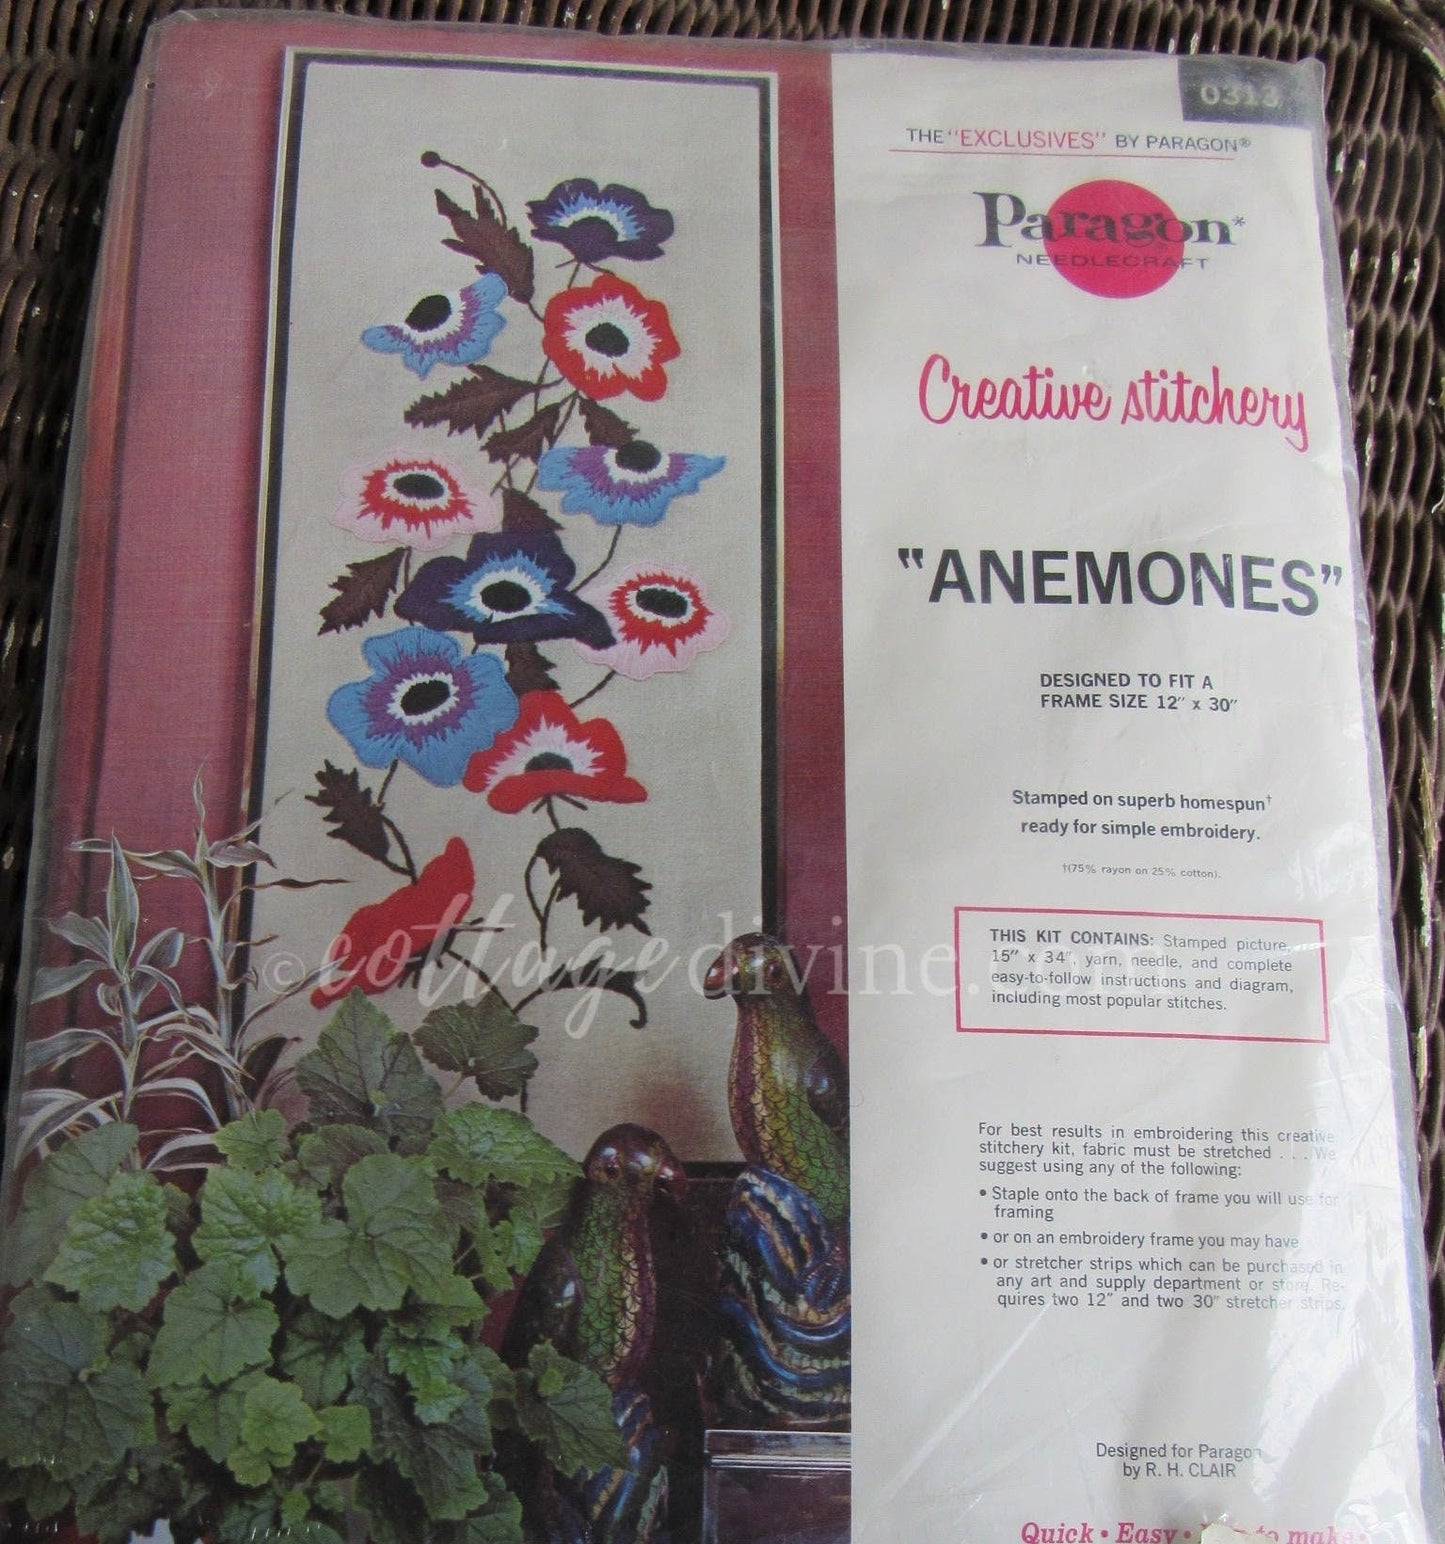 0313
THE "EXCLUSIVES" BY PARAGON®
Paragon*
NEEDLECRAFT
Creative stitchery
"ANEMONES"
DESIGNED TO FIT A
FRAME SIZE 12" x 30"
Stamped on superb homespun†
ready for simple embroidery.
†(75% rayon on 25% cotton).
©cottagedivine.
THIS KIT CONTAINS: Stamped picture,
15" x 34", yarn, needle, and complete
easy-to-follow instructions and diagram,
including most popular stitches.
For best results in embroidering this creative
stitchery kit, fabric must be stretched . . . We
suggest using any of the following:
• Staple onto the back of frame you will use for
framing
• or on an embroidery frame you may have
• or stretcher strips which can be purchased in
any art and supply department or store. Re-
quires two 12" and two 30" stretcher strips.
Designed for Paragon
by R. H. CLAIR
Quick • Easy • to make •